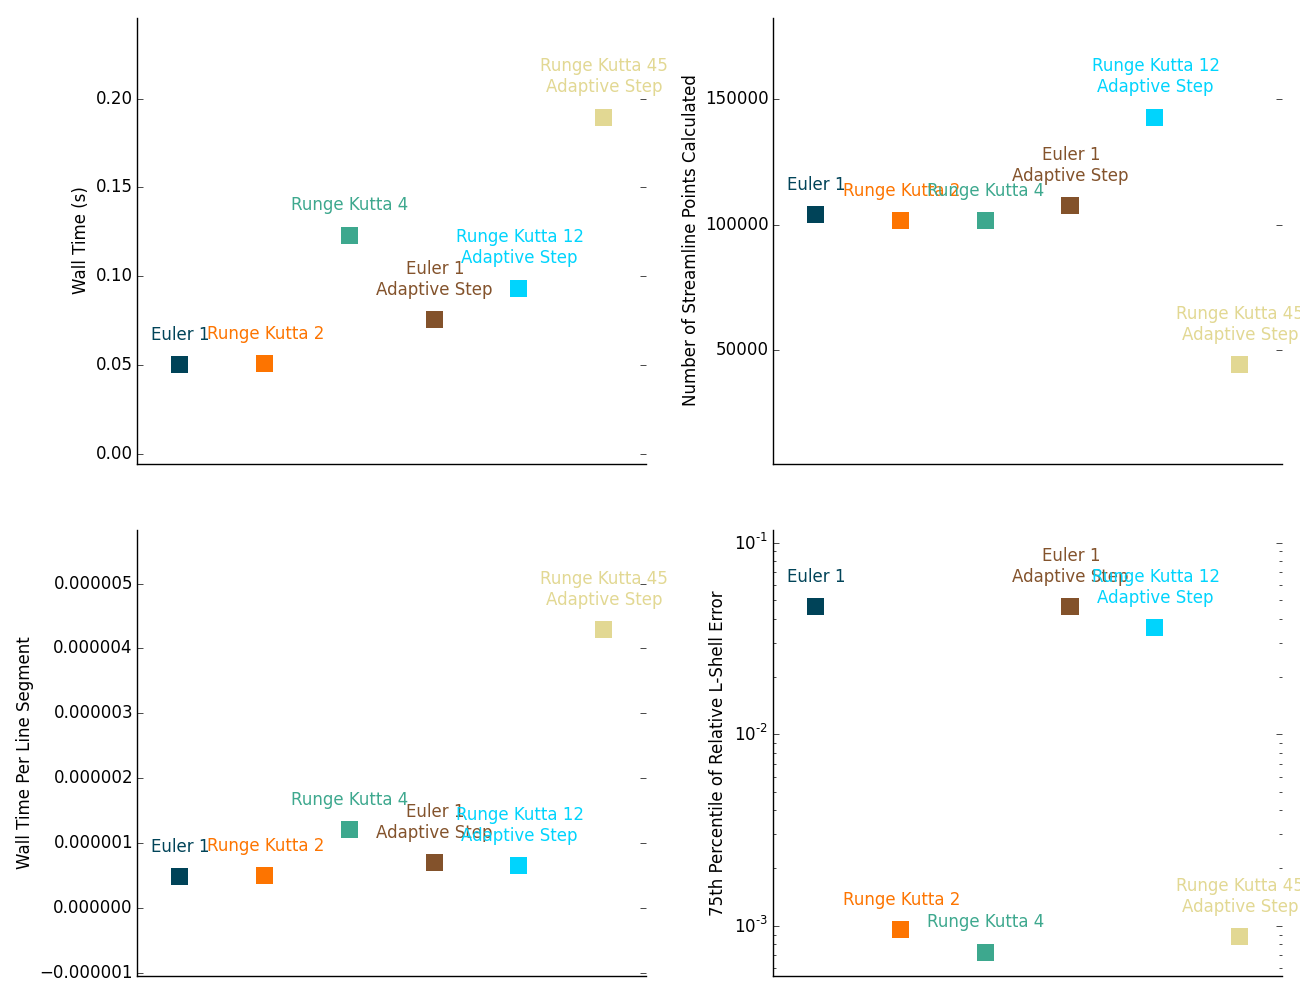 Wall Time (s)
0.20
0.15
0.10
0.05
0.00
Euler 1
Runge Kutta 2
Runge Kutta 4
Euler 1
Adaptive Step
Runge Kutta 12
Adaptive Step
Runge Kutta 45
Adaptive Step
Number of Streamline Points Calculated
150000
100000
50000
Euler 1
Runge Kutta 2
Runge Kutta 4
Euler 1
Adaptive Step
Runge Kutta 12
Adaptive Step
Runge Kutta 45
Adaptive Step
Wall Time Per Line Segment
0.000005
0.000004
0.000003
0.000002
0.000001
0.000000
−0.000001
Euler 1
Runge Kutta 2
Runge Kutta 4
Euler 1
Adaptive Step
Runge Kutta 12
Adaptive Step
Runge Kutta 45
Adaptive Step
75th Percentile of Relative L-Shell Error
10^-1
10^-2
10^-3
Euler 1
Runge Kutta 2
Runge Kutta 4
Euler 1
Adaptive Step
Runge Kutta 12
Adaptive Step
Runge Kutta 45
Adaptive Step